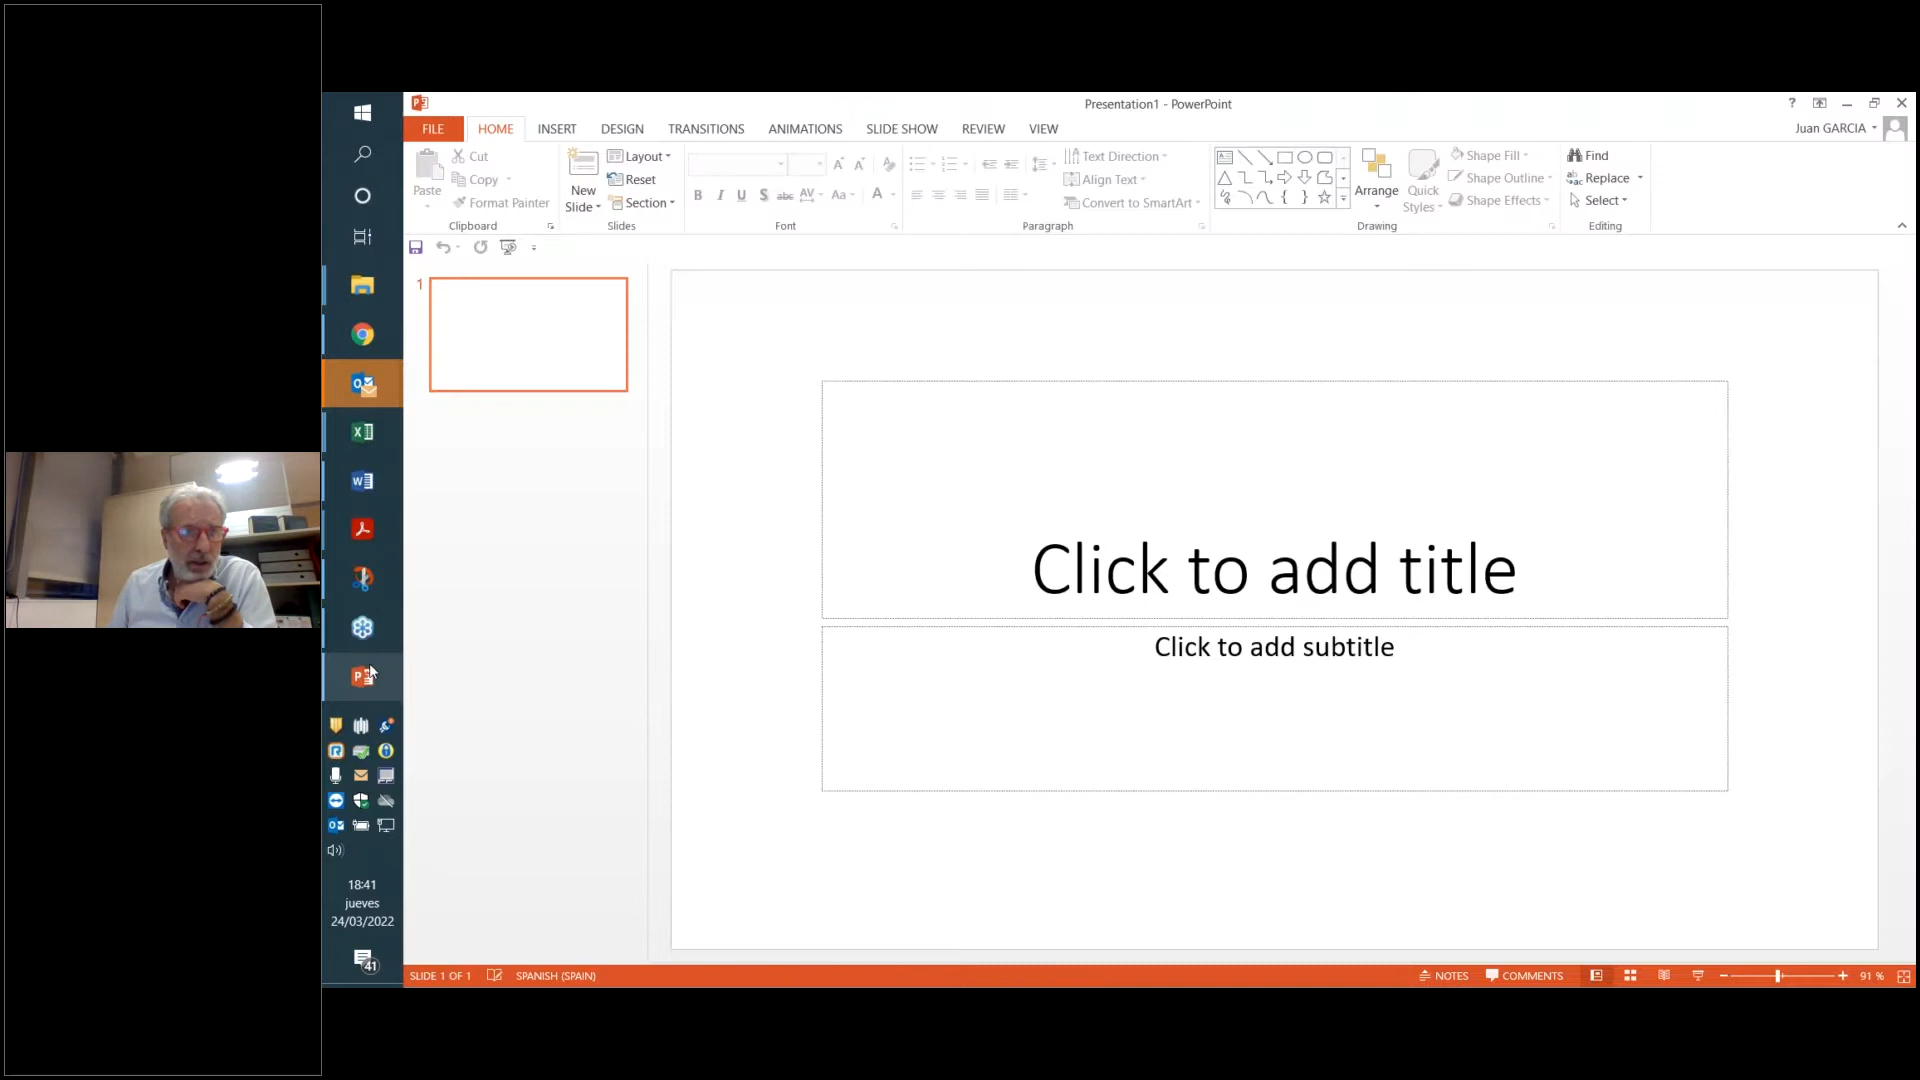 Presentation1 - PowerPoint
FILE HOME INSERT DESIGN TRANSITIONS ANIMATIONS SLIDE SHOW REVIEW VIEW
Juan GARCIA
Paste
Cut
Copy
Format Painter
Clipboard
New Slide
Layout
Reset
Section
Slides
Font
Text Direction
Align Text
Convert to SmartArt
Paragraph
Arrange
Quick Styles
Shape Fill
Shape Outline
Shape Effects
Drawing
Find
Replace
Select
Editing
1
Click to add title
Click to add subtitle
18:41
jueves
24/03/2022
41
SLIDE 1 OF 1 SPANISH (SPAIN) NOTES COMMENTS 91 %